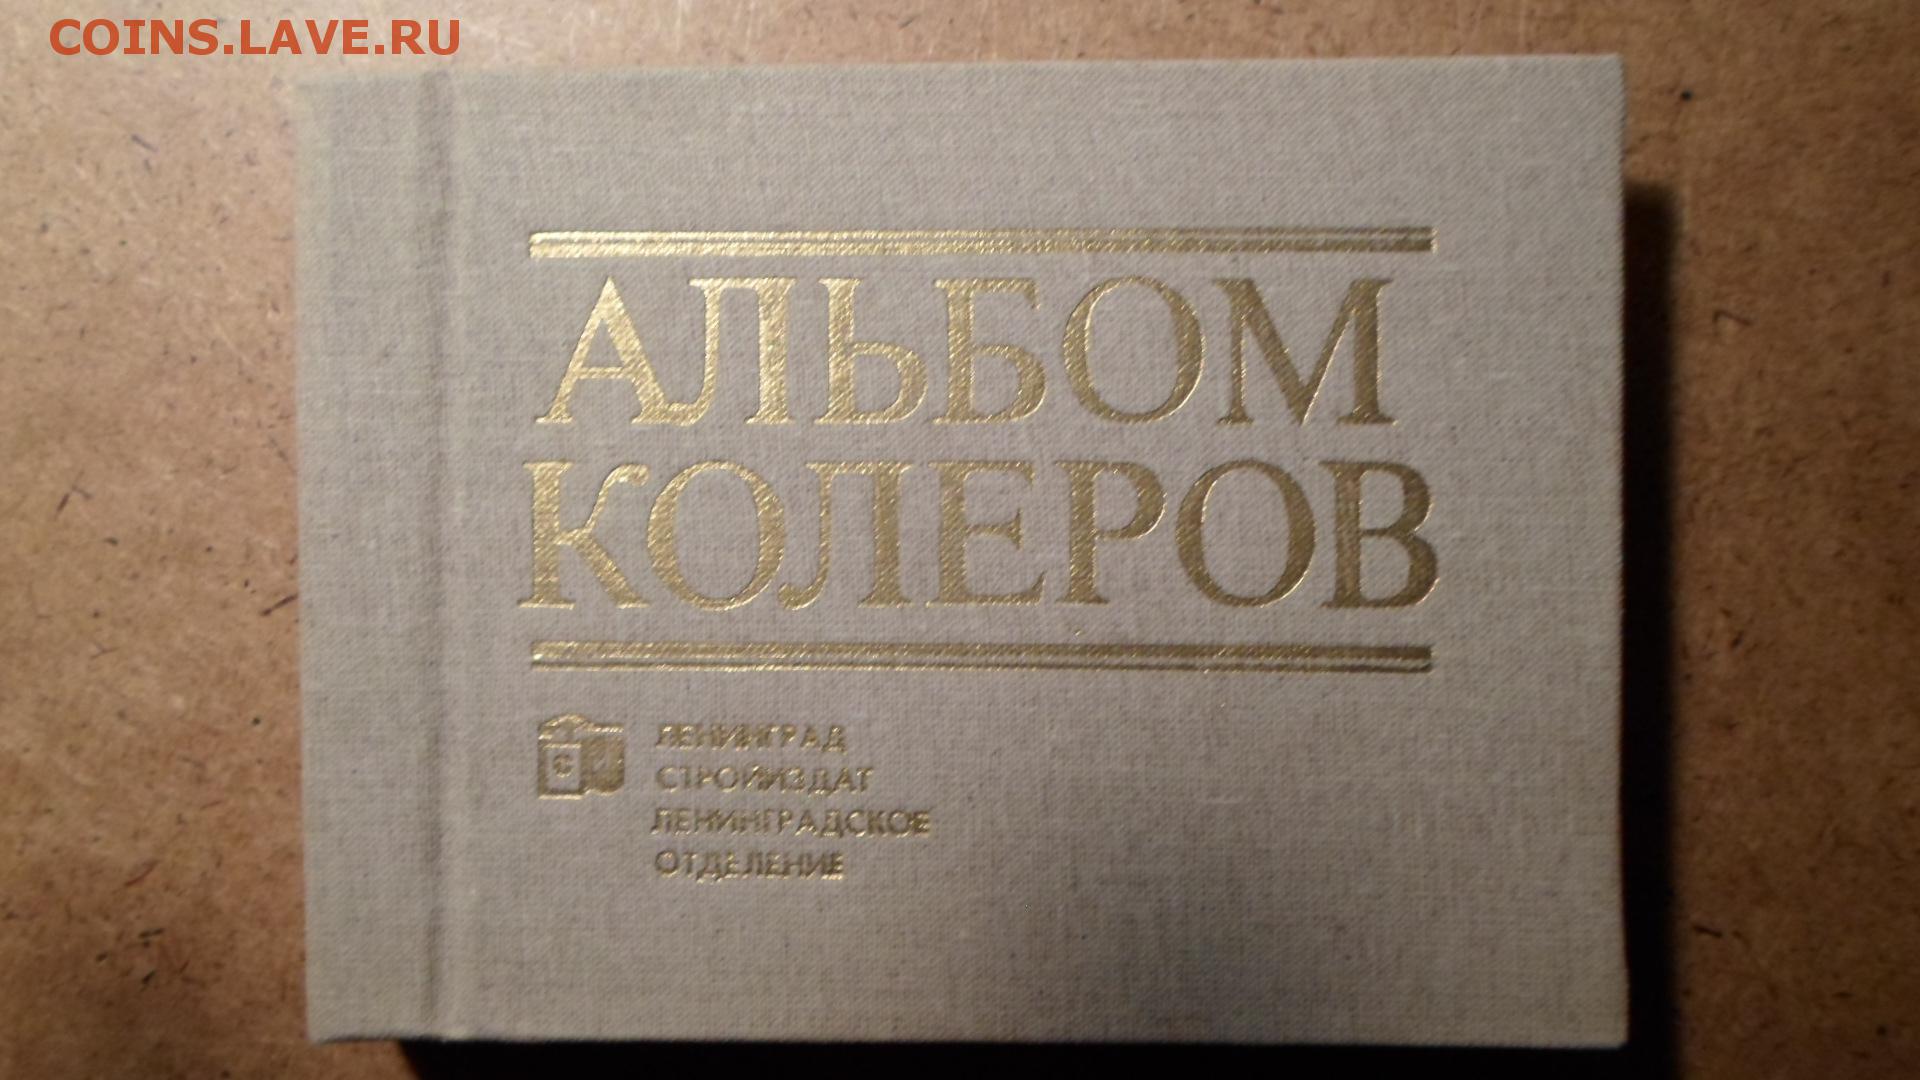 COINS.LAVE.RU
АЛЬБОМ
КОЛЕРОВ
ЛЕНИНГРАД
СТРОЙИЗДАТ
ЛЕНИНГРАДСКОЕ
ОТДЕЛЕНИЕ